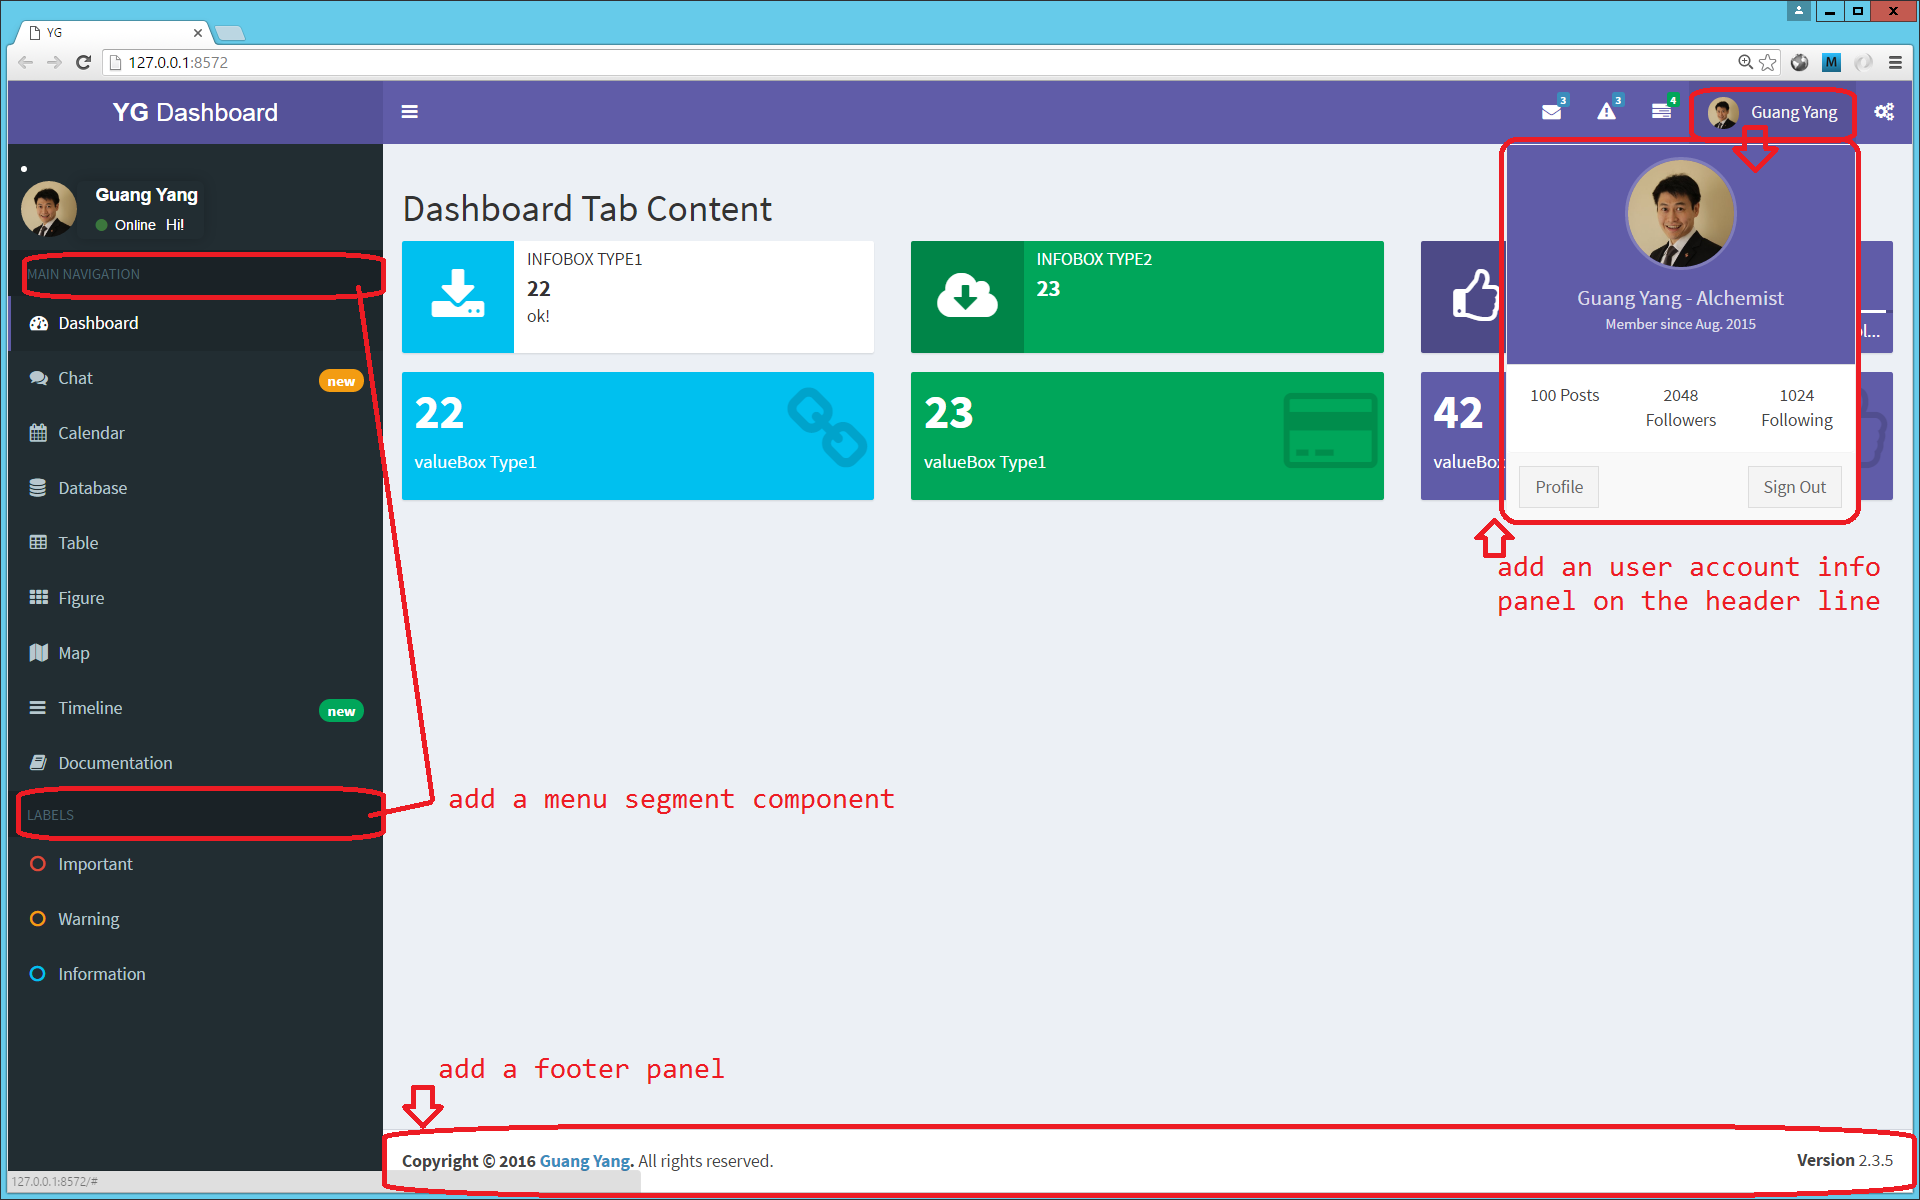 YG
127.0.0.1:8572
M
YG Dashboard
3
3
4
Guang Yang
Guang Yang
Online Hi!
MAIN NAVIGATION
Dashboard
Chat
new
Calendar
Database
Table
Figure
Map
Timeline
new
Documentation
LABELS
Important
Warning
Information
Dashboard Tab Content
INFOBOX TYPE1
22
ok!
INFOBOX TYPE2
23
22
valueBox Type1
23
valueBox Type1
42
valueBox
Guang Yang - Alchemist
Member since Aug. 2015
100 Posts
2048
Followers
1024
Following
Profile
Sign Out
add an user account info
panel on the header line
add a menu segment component
add a footer panel
Copyright © 2016 Guang Yang. All rights reserved.
Version 2.3.5
127.0.0.1:8572/#